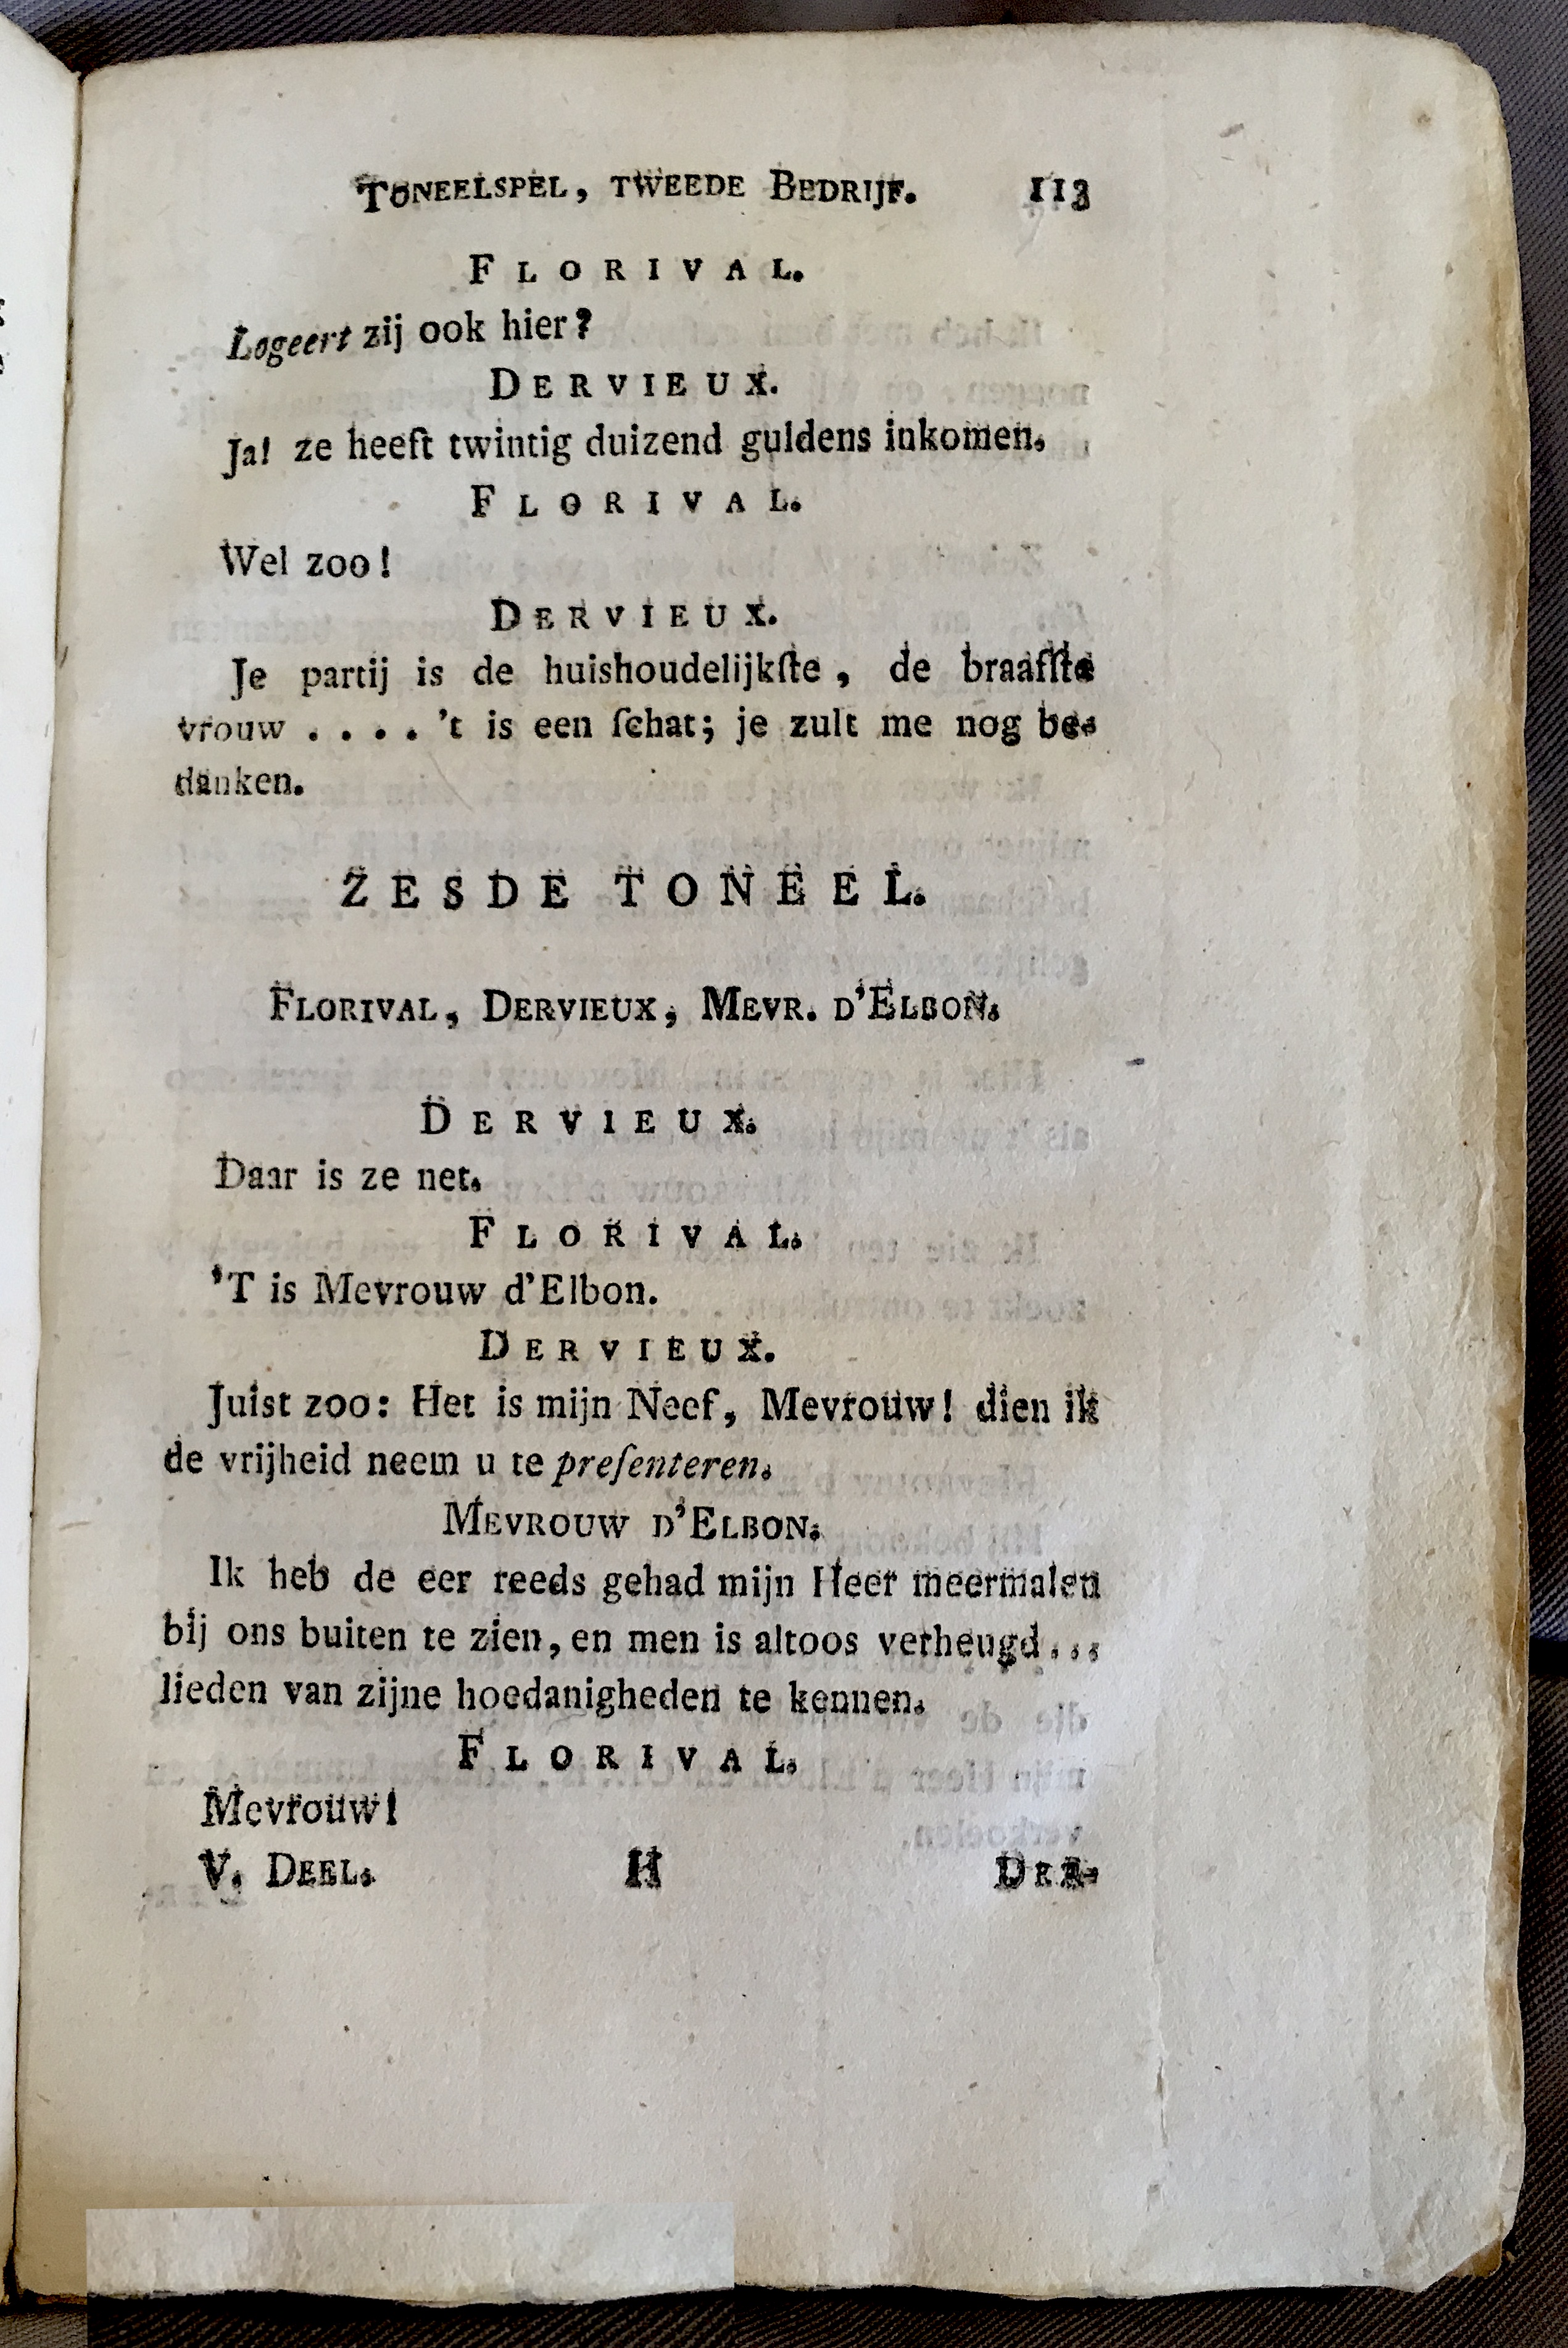 Toneelspel, tweede Bedrijf. 113
Florival.
Logeert zij ook hier?
Dervieux.
Ja! ze heeft twintig duizend guldens inkomen.
Florival.
Wel zoo!
Dervieux.
Je partij is de huishoudelijkſte, de braafſte
vrouw . . . . 't is een ſchat; je zult me nog be-
danken.
ZESDE TONEEL.
Florival, Dervieux, Mevr. d'Elbon.
Dervieux.
Daar is ze net.
Florival.
'T is Mevrouw d'Elbon.
Dervieux.
Juist zoo: Het is mijn Neef, Mevrouw! dien ik
de vrijheid neem u te preſenteren.
Mevrouw d'Elbon.
Ik heb de eer reeds gehad mijn Heer meermalen
bij ons buiten te zien, en men is altoos verheugd...
lieden van zijne hoedanigheden te kennen.
Florival.
Mevrouw!
V. Deel. H Der-